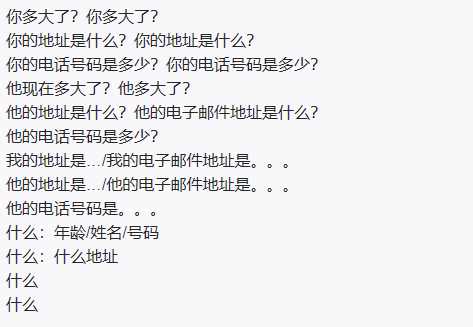 你多大了？你多大了？
你的地址是什么？你的地址是什么？
你的电话号码是多少？你的电话号码是多少？
他现在多大了？他多大了？
他的地址是什么？他的电子邮件地址是什么？
他的电话号码是多少？
我的地址是…/我的电子邮件地址是。。。
他的地址是…/他的电子邮件地址是。。。
他的电话号码是。。。
什么：年龄/姓名/号码
什么：什么地址
什么
什么